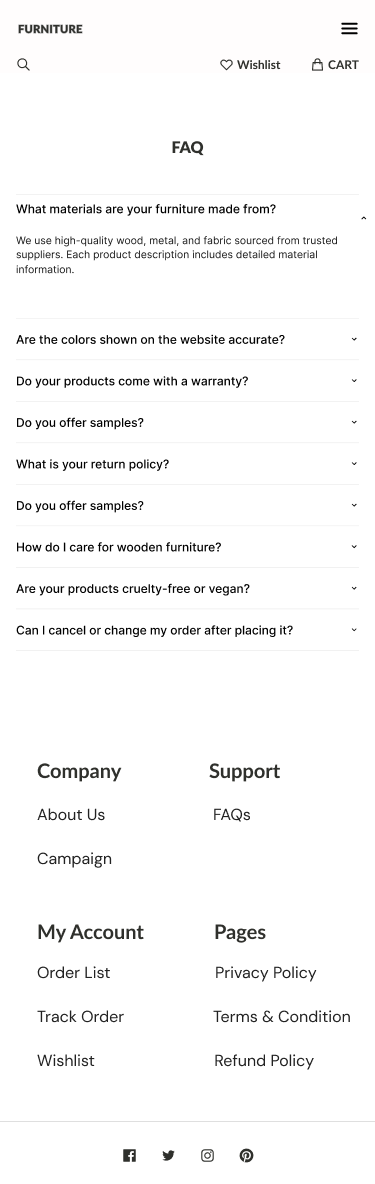 FURNITURE
Wishlist CART
FAQ
What materials are your furniture made from?
We use high-quality wood, metal, and fabric sourced from trusted
suppliers. Each product description includes detailed material
information.
Are the colors shown on the website accurate?
Do your products come with a warranty?
Do you offer samples?
What is your return policy?
Do you offer samples?
How do I care for wooden furniture?
Are your products cruelty-free or vegan?
Can I cancel or change my order after placing it?
Company
About Us
Campaign
Support
FAQs
My Account
Order List
Track Order
Wishlist
Pages
Privacy Policy
Terms & Condition
Refund Policy